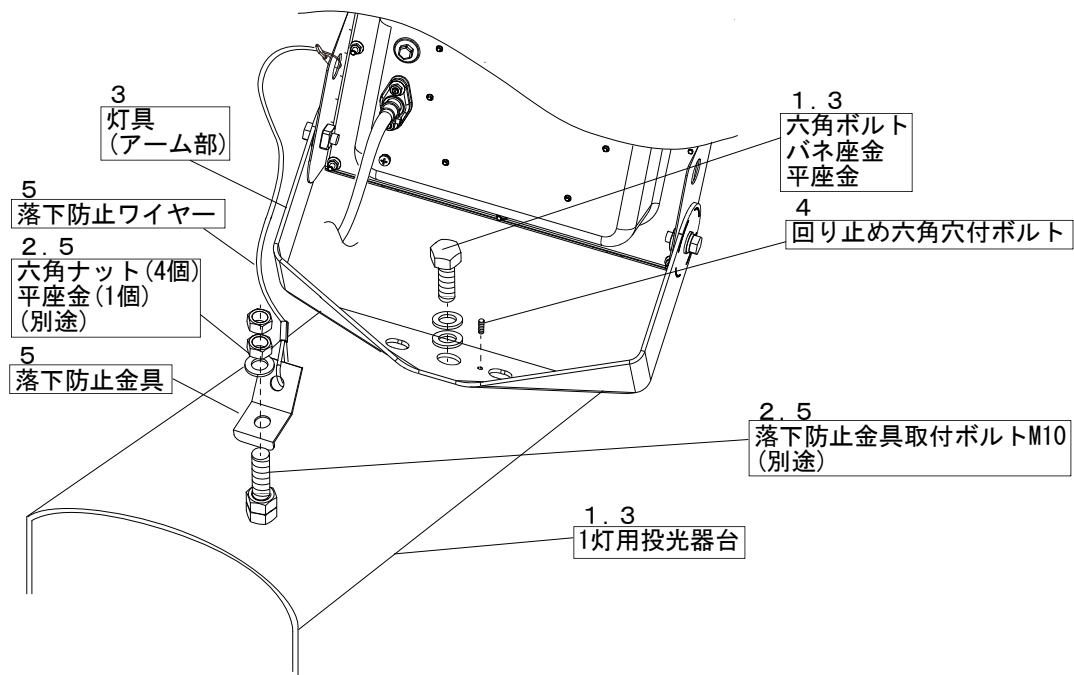 3
灯具
(アーム部)
5
落下防止ワイヤー
2.5
六角ナット(4個)
平座金(1個)
(別途)
5
落下防止金具
1.3
六角ボルト
バネ座金
平座金
4
回り止め六角穴付ボルト
2.5
落下防止金具取付ボルトM10
(別途)
1.3
1灯用投光器台